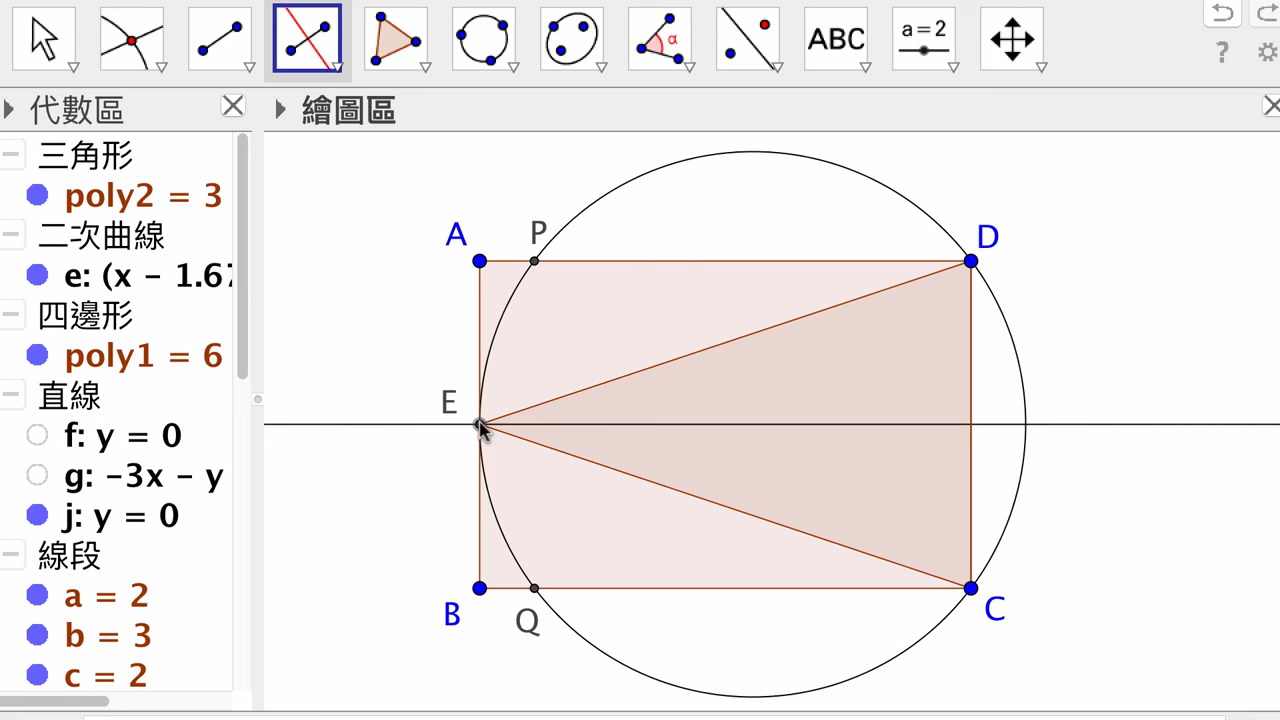 ABC
a = 2
α
?
代數區
繪圖區
三角形
poly2 = 3
二次曲線
e: (x − 1.67
四邊形
poly1 = 6
直線
f: y = 0
g: −3x − y
j: y = 0
線段
a = 2
b = 3
c = 2
A
P
D
E
B
Q
C